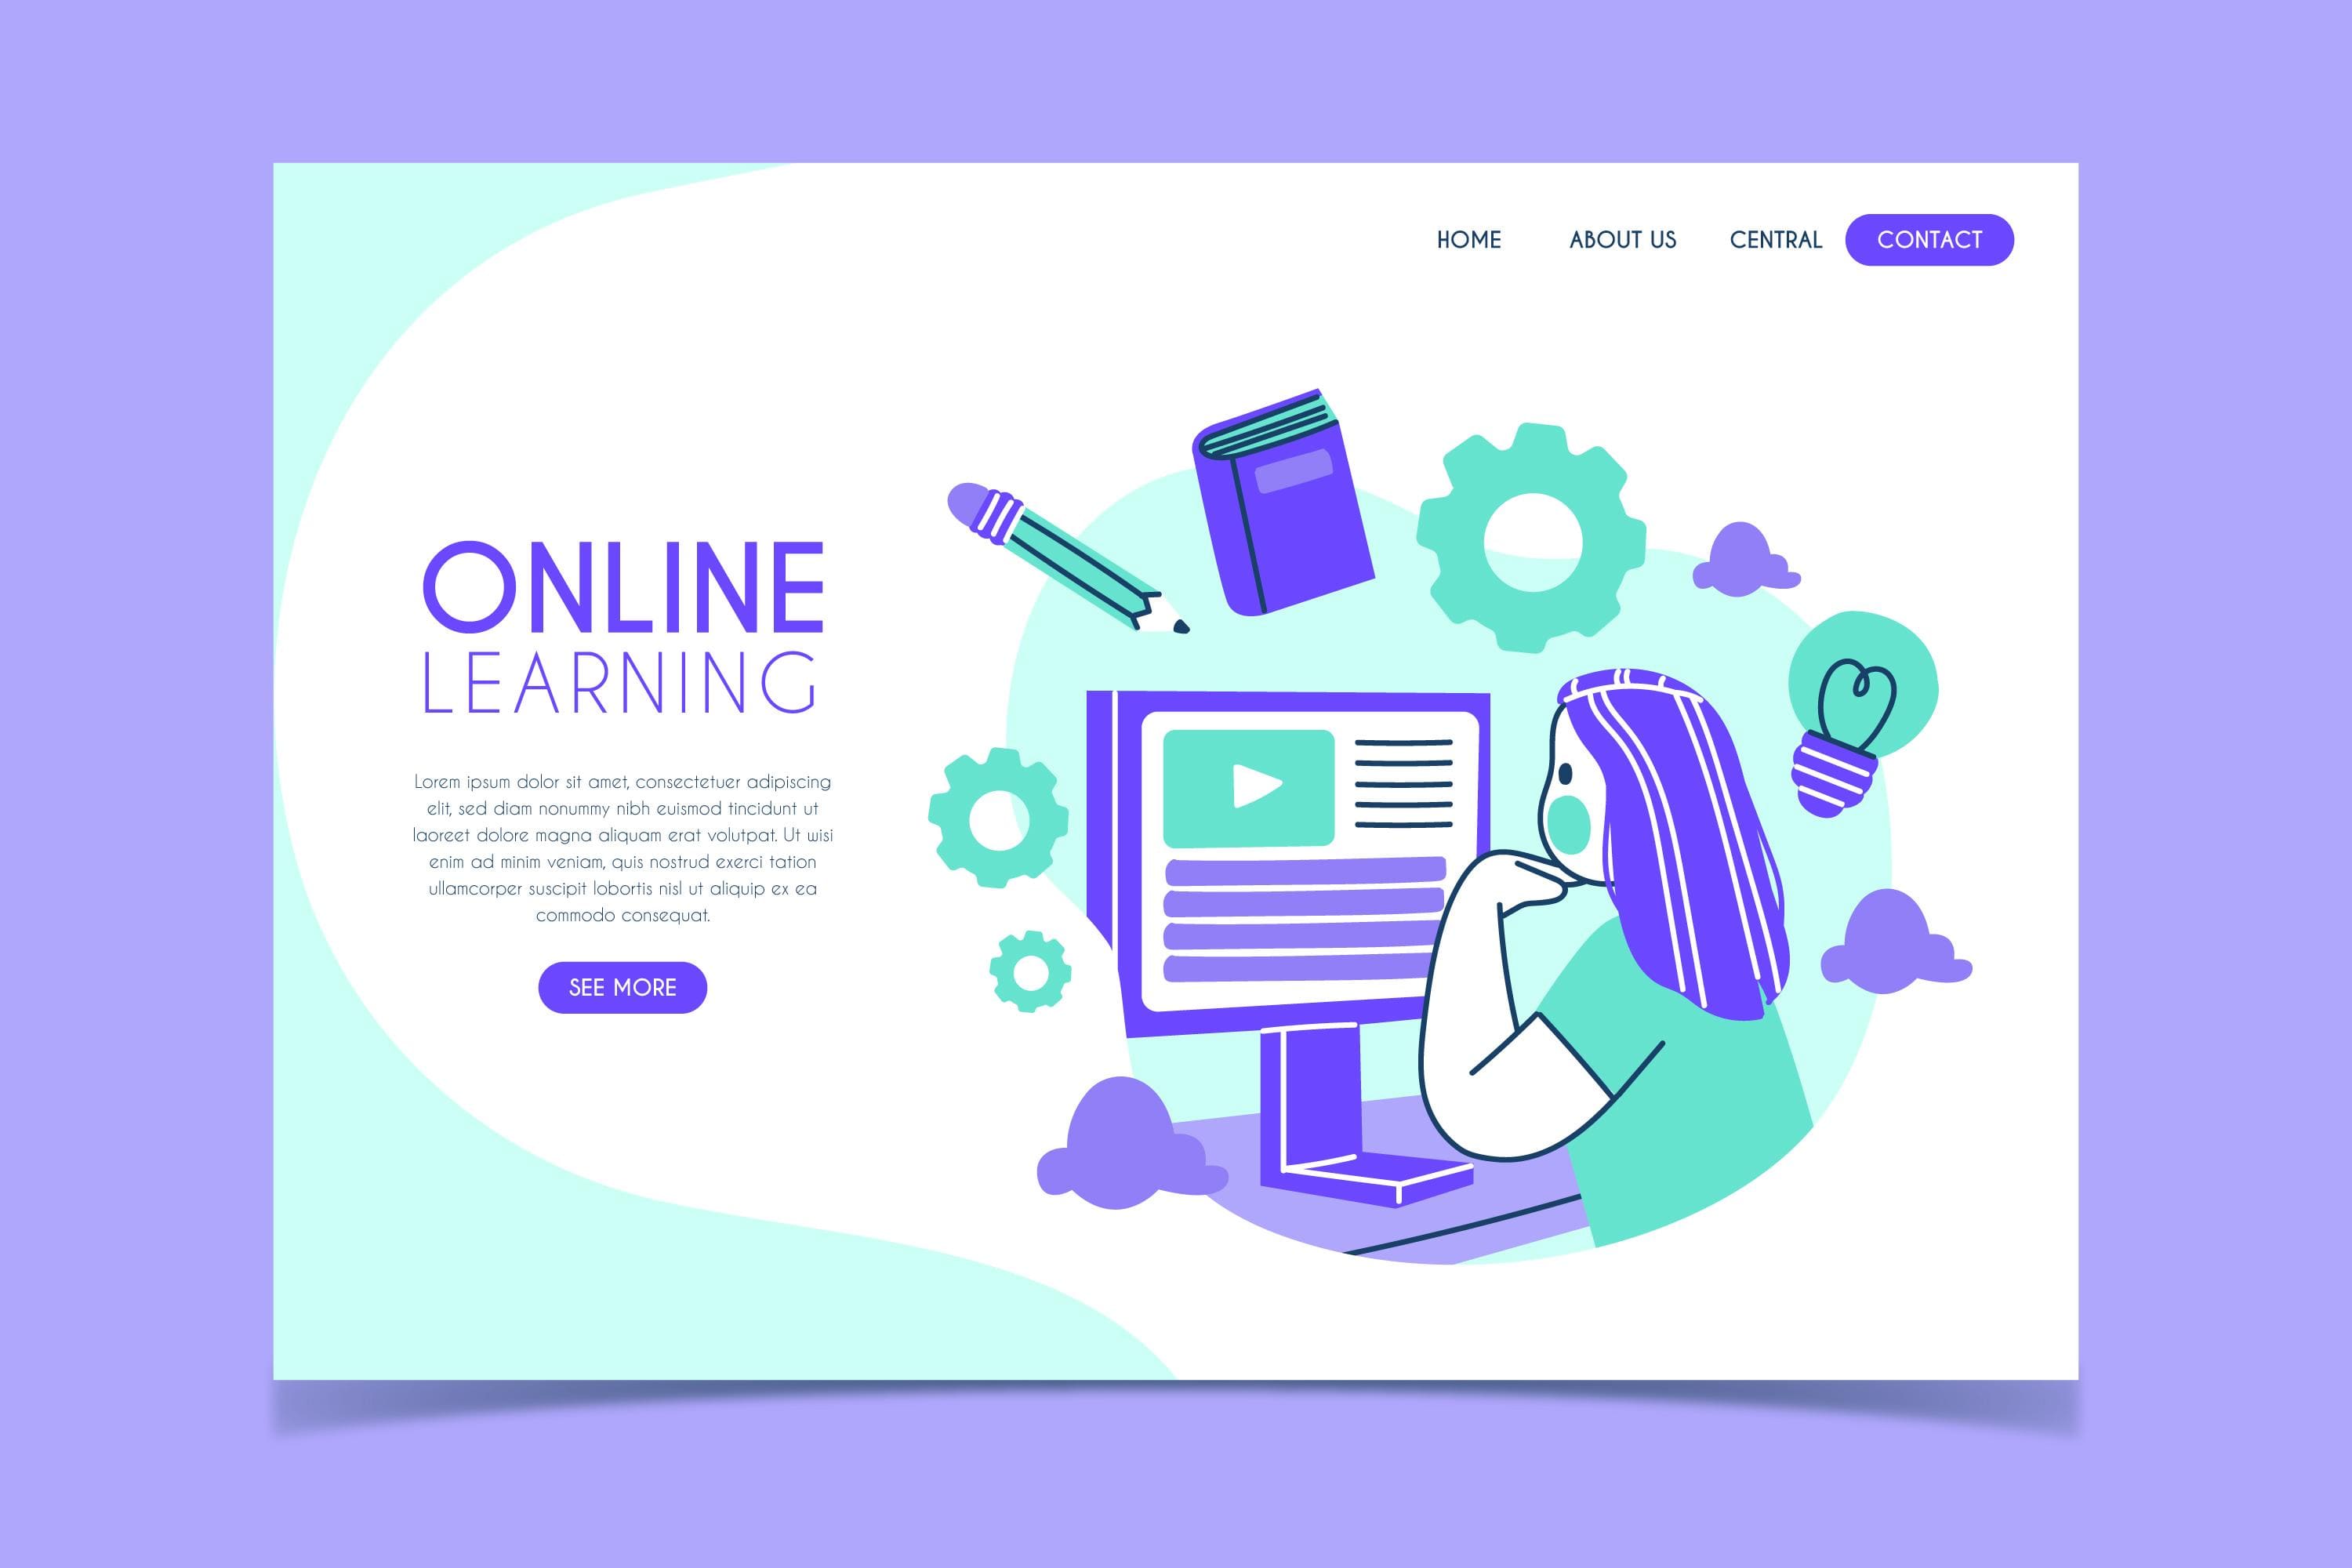 HOME ABOUT US CENTRAL CONTACT
ONLINE
LEARNING
Lorem ipsum dolor sit amet, consectetuer adipiscing
elit, sed diam nonummy nibh euismod tincidunt ut
laoreet dolore magna aliquam erat volutpat. Ut wisi
enim ad minim veniam, quis nostrud exerci tation
ullamcorper suscipit lobortis nisl ut aliquip ex ea
commodo consequat.
SEE MORE